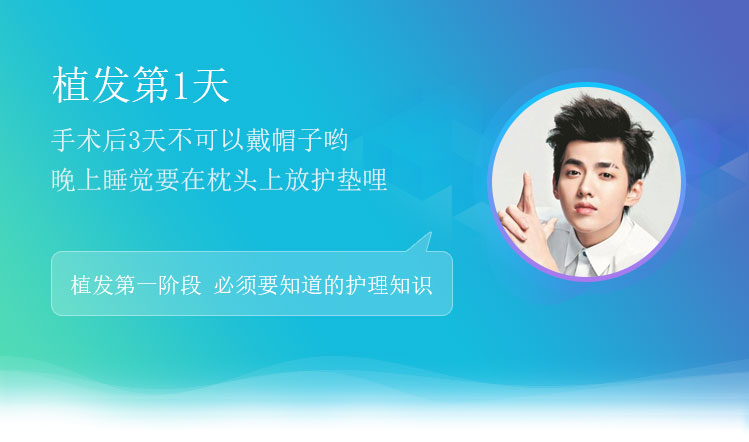 植发第1天
手术后3天不可以戴帽子哟
晚上睡觉要在枕头上放护垫哩
植发第一阶段 必须要知道的护理知识